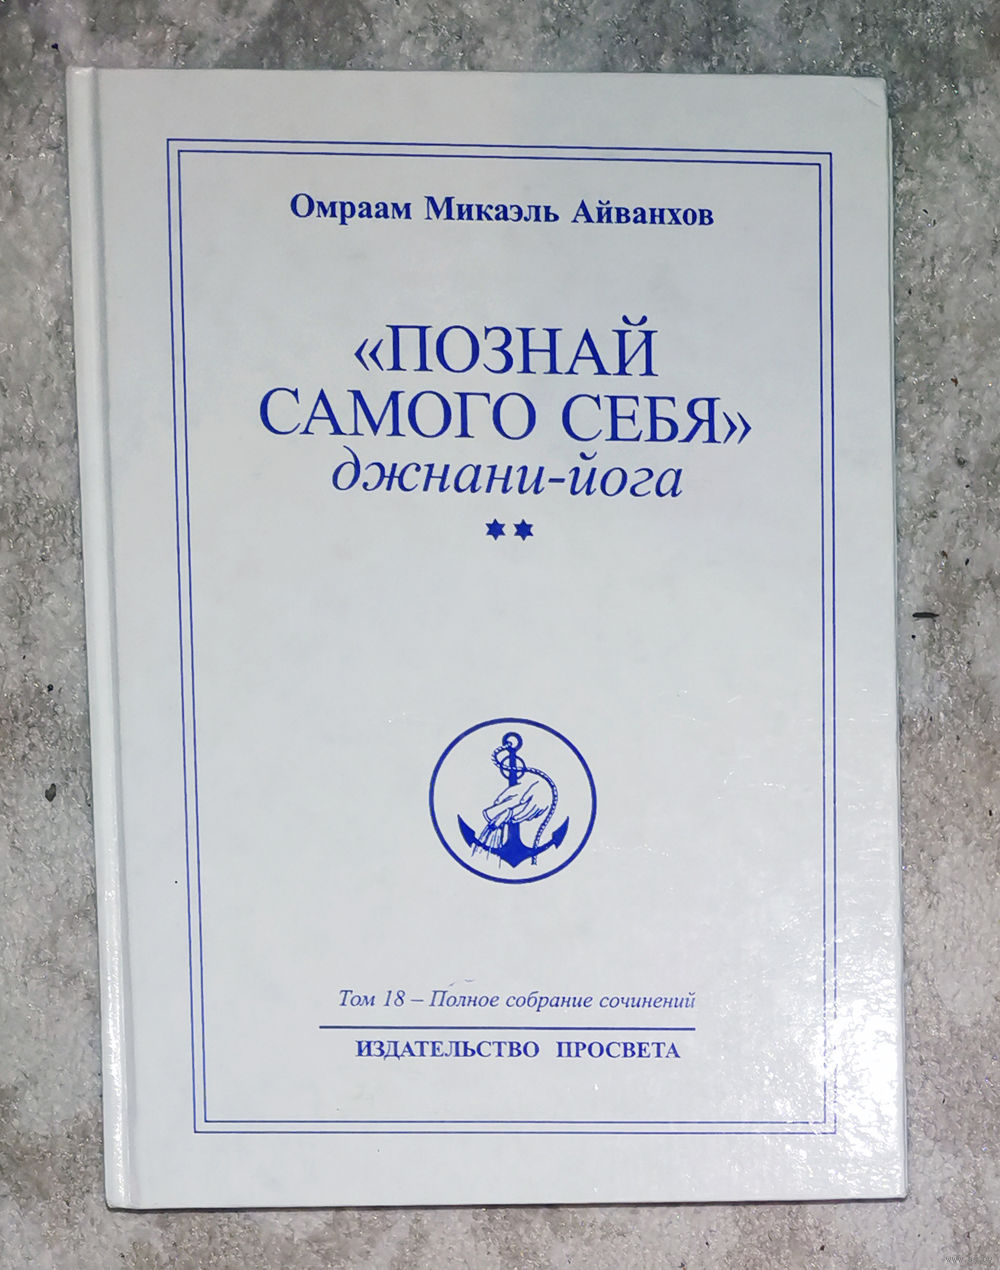 Омраам Микаэль Айванхов
«ПОЗНАЙ
САМОГО СЕБЯ»
джнани-йога
Том 18 – Полное собрание сочинений
ИЗДАТЕЛЬСТВО ПРОСВЕТА